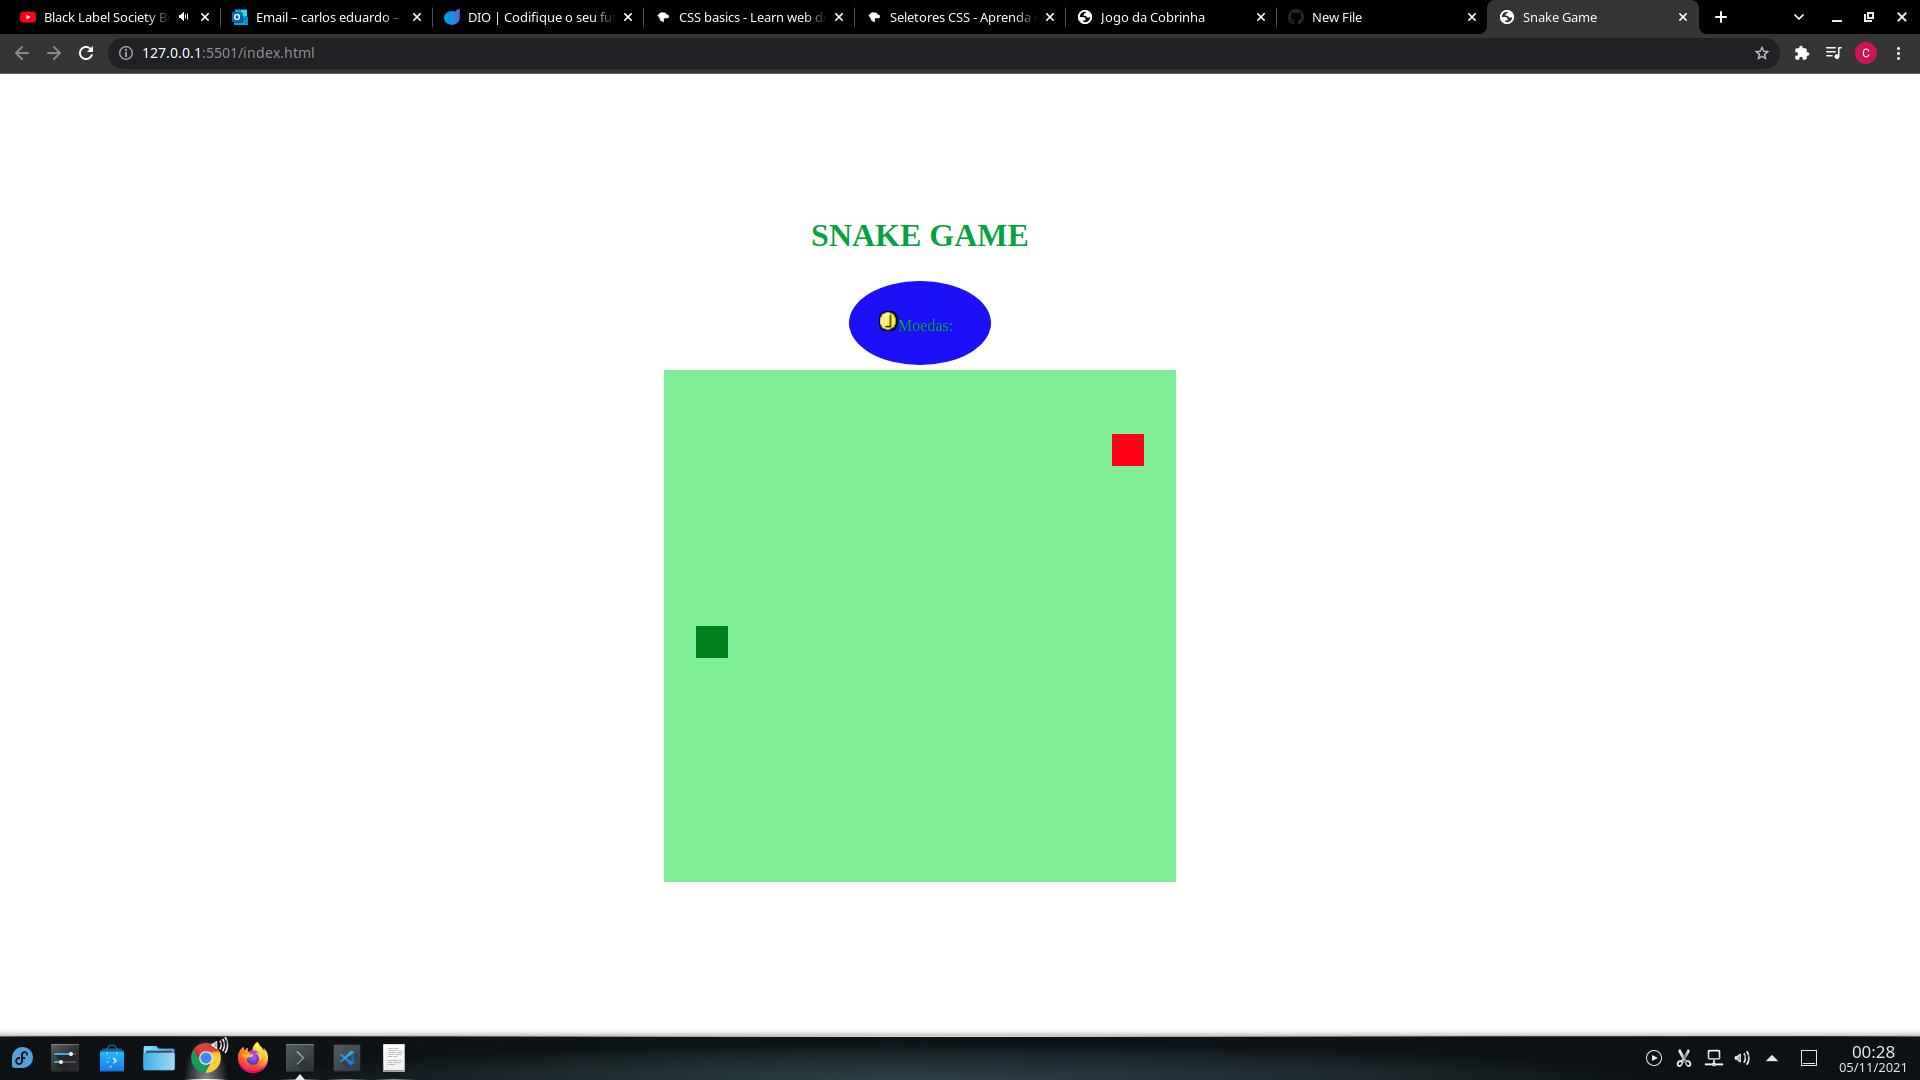 Black Label Society B
Email – carlos eduardo –
DIO | Codifique o seu fut
CSS basics - Learn web d
Seletores CSS - Aprenda
Jogo da Cobrinha
New File
Snake Game
127.0.0.1:5501/index.html
C
SNAKE GAME
Moedas:
00:28
05/11/2021